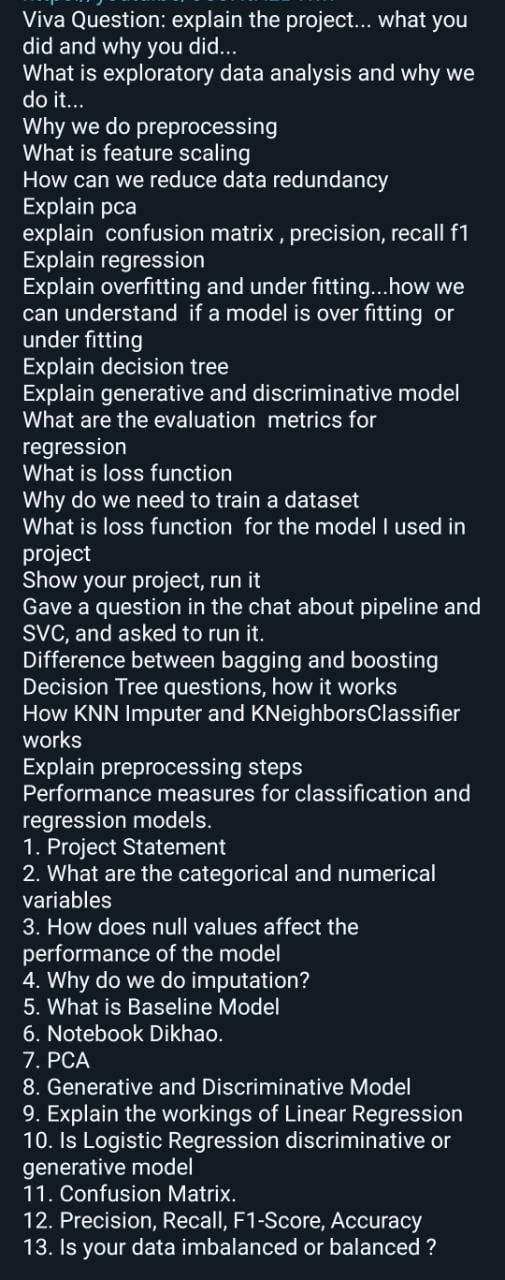 Viva Question: explain the project... what you
did and why you did...
What is exploratory data analysis and why we
do it...
Why we do preprocessing
What is feature scaling
How can we reduce data redundancy
Explain pca
explain  confusion matrix , precision, recall f1
Explain regression
Explain overfitting and under fitting...how we
can understand  if a model is over fitting  or
under fitting
Explain decision tree
Explain generative and discriminative model
What are the evaluation  metrics for
regression
What is loss function
Why do we need to train a dataset
What is loss function  for the model I used in
project
Show your project, run it
Gave a question in the chat about pipeline and
SVC, and asked to run it.
Difference between bagging and boosting
Decision Tree questions, how it works
How KNN Imputer and KNeighborsClassifier
works
Explain preprocessing steps
Performance measures for classification and
regression models.
1. Project Statement
2. What are the categorical and numerical
variables
3. How does null values affect the
performance of the model
4. Why do we do imputation?
5. What is Baseline Model
6. Notebook Dikhao.
7. PCA
8. Generative and Discriminative Model
9. Explain the workings of Linear Regression
10. Is Logistic Regression discriminative or
generative model
11. Confusion Matrix.
12. Precision, Recall, F1-Score, Accuracy
13. Is your data imbalanced or balanced ?